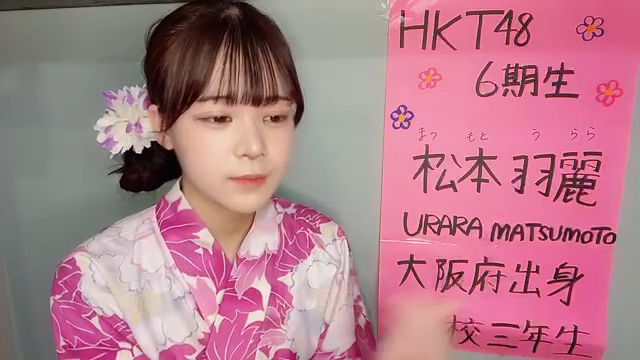 HKT48
6期生
まつ もと う らら
松本羽麗
URARA MATSUMOTO
大阪府出身
校三年生